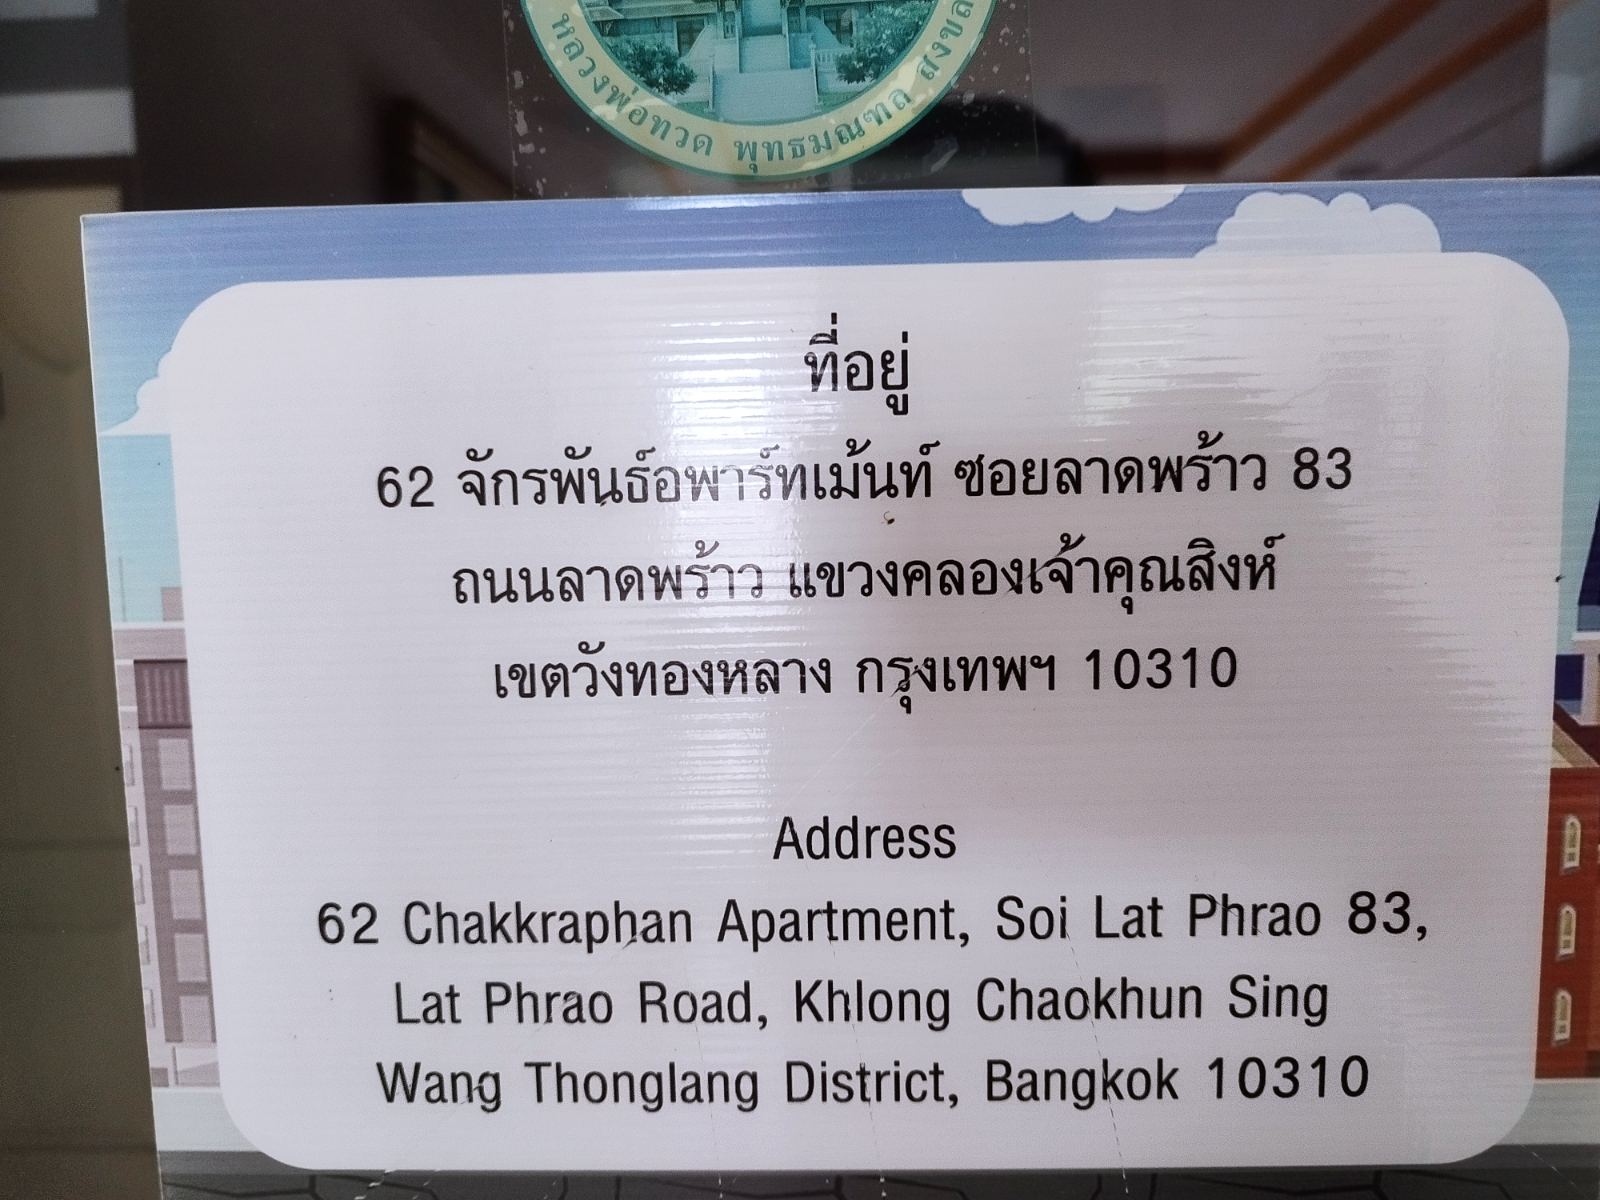 หลวงพ่อทวด พุทธมณฑล สงขล
ที่อยู่
62 จักรพันธ์อพาร์ทเม้นท์ ซอยลาดพร้าว 83
ถนนลาดพร้าว แขวงคลองเจ้าคุณสิงห์
เขตวังทองหลาง กรุงเทพฯ 10310
Address
62 Chakkraphan Apartment, Soi Lat Phrao 83,
Lat Phrao Road, Khlong Chaokhun Sing
Wang Thonglang District, Bangkok 10310